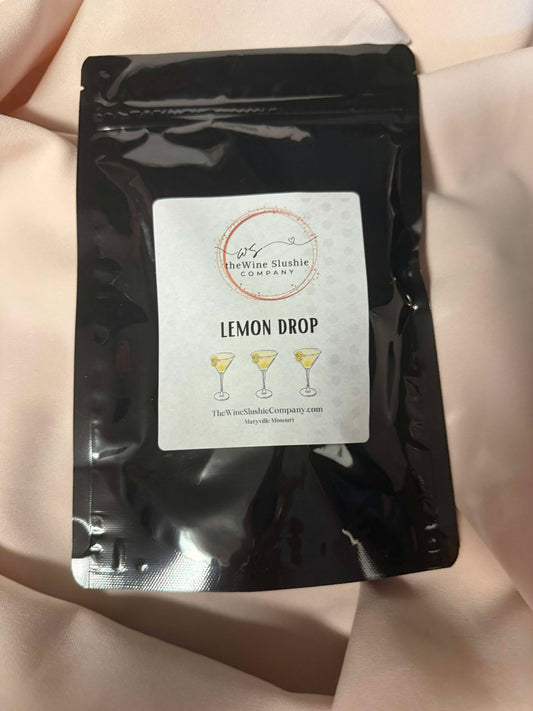 WS
theWine Slushie
COMPANY
LEMON DROP
TheWineSlushieCompany.com
Maryville Missouri